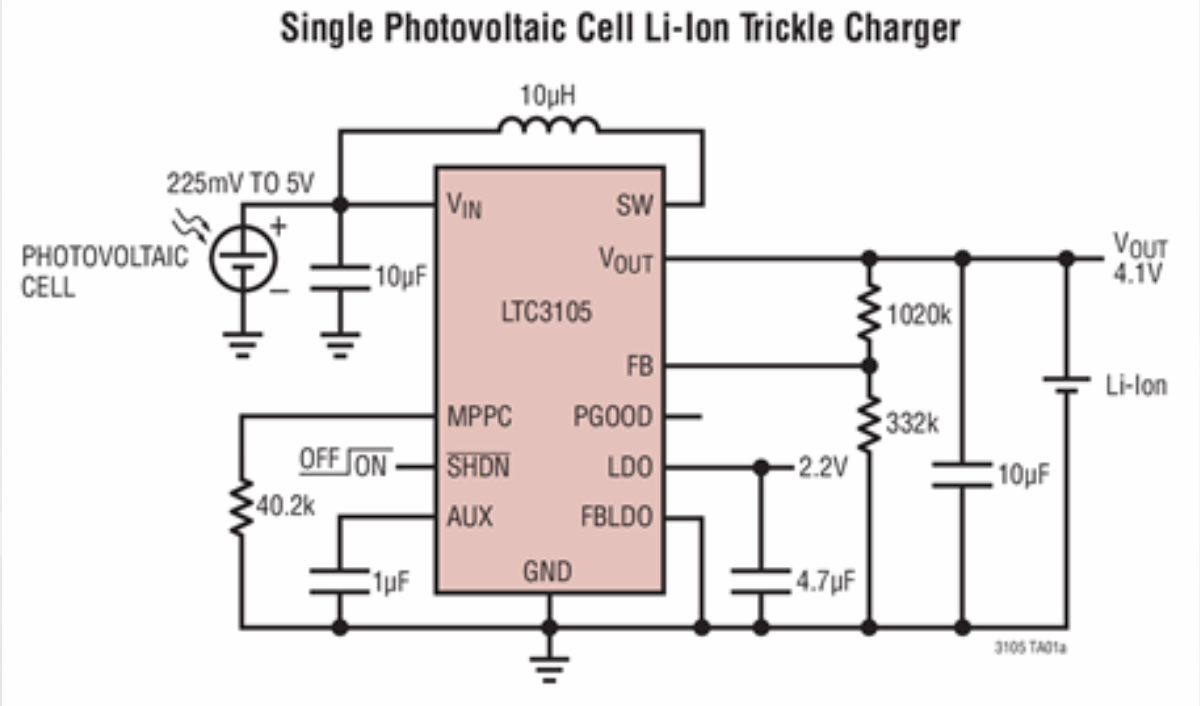 Single Photovoltaic Cell Li-Ion Trickle Charger
10µH
225mV TO 5V
PHOTOVOLTAIC
CELL
+
–
10µF
VIN
SW
VOUT
LTC3105
FB
MPPC
PGOOD
SHDN
LDO
AUX
FBLDO
GND
OFF ON
40.2k
1µF
VOUT
4.1V
1020k
332k
Li-Ion
2.2V
10µF
4.7µF
3105 TA01a